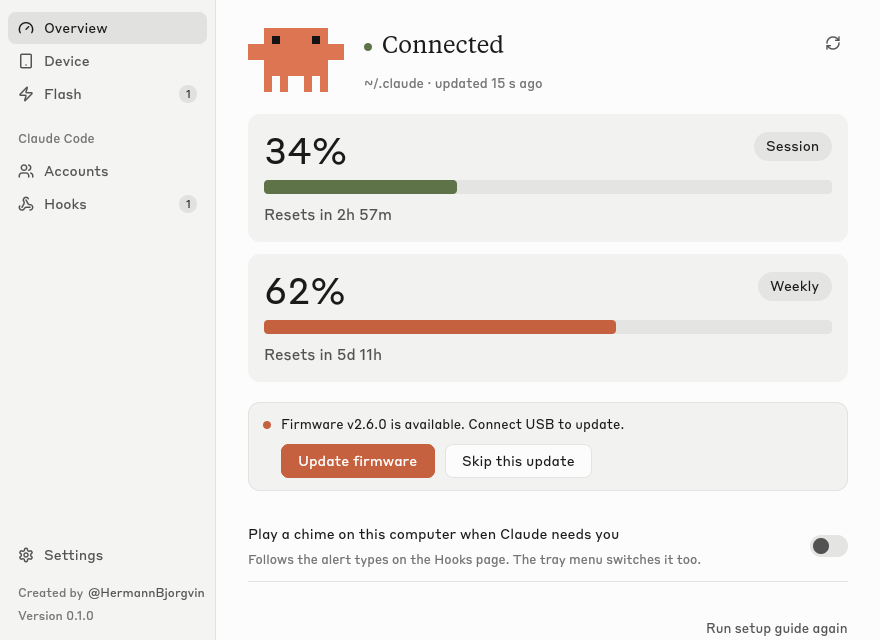 Overview
Device
Flash 1
Claude Code
Accounts
Hooks 1
Settings
Created by @HermannBjorgvin
Version 0.1.0
Connected
~/.claude · updated 15 s ago
34%
Session
Resets in 2h 57m
62%
Weekly
Resets in 5d 11h
Firmware v2.6.0 is available. Connect USB to update.
Update firmware
Skip this update
Play a chime on this computer when Claude needs you
Follows the alert types on the Hooks page. The tray menu switches it too.
Run setup guide again